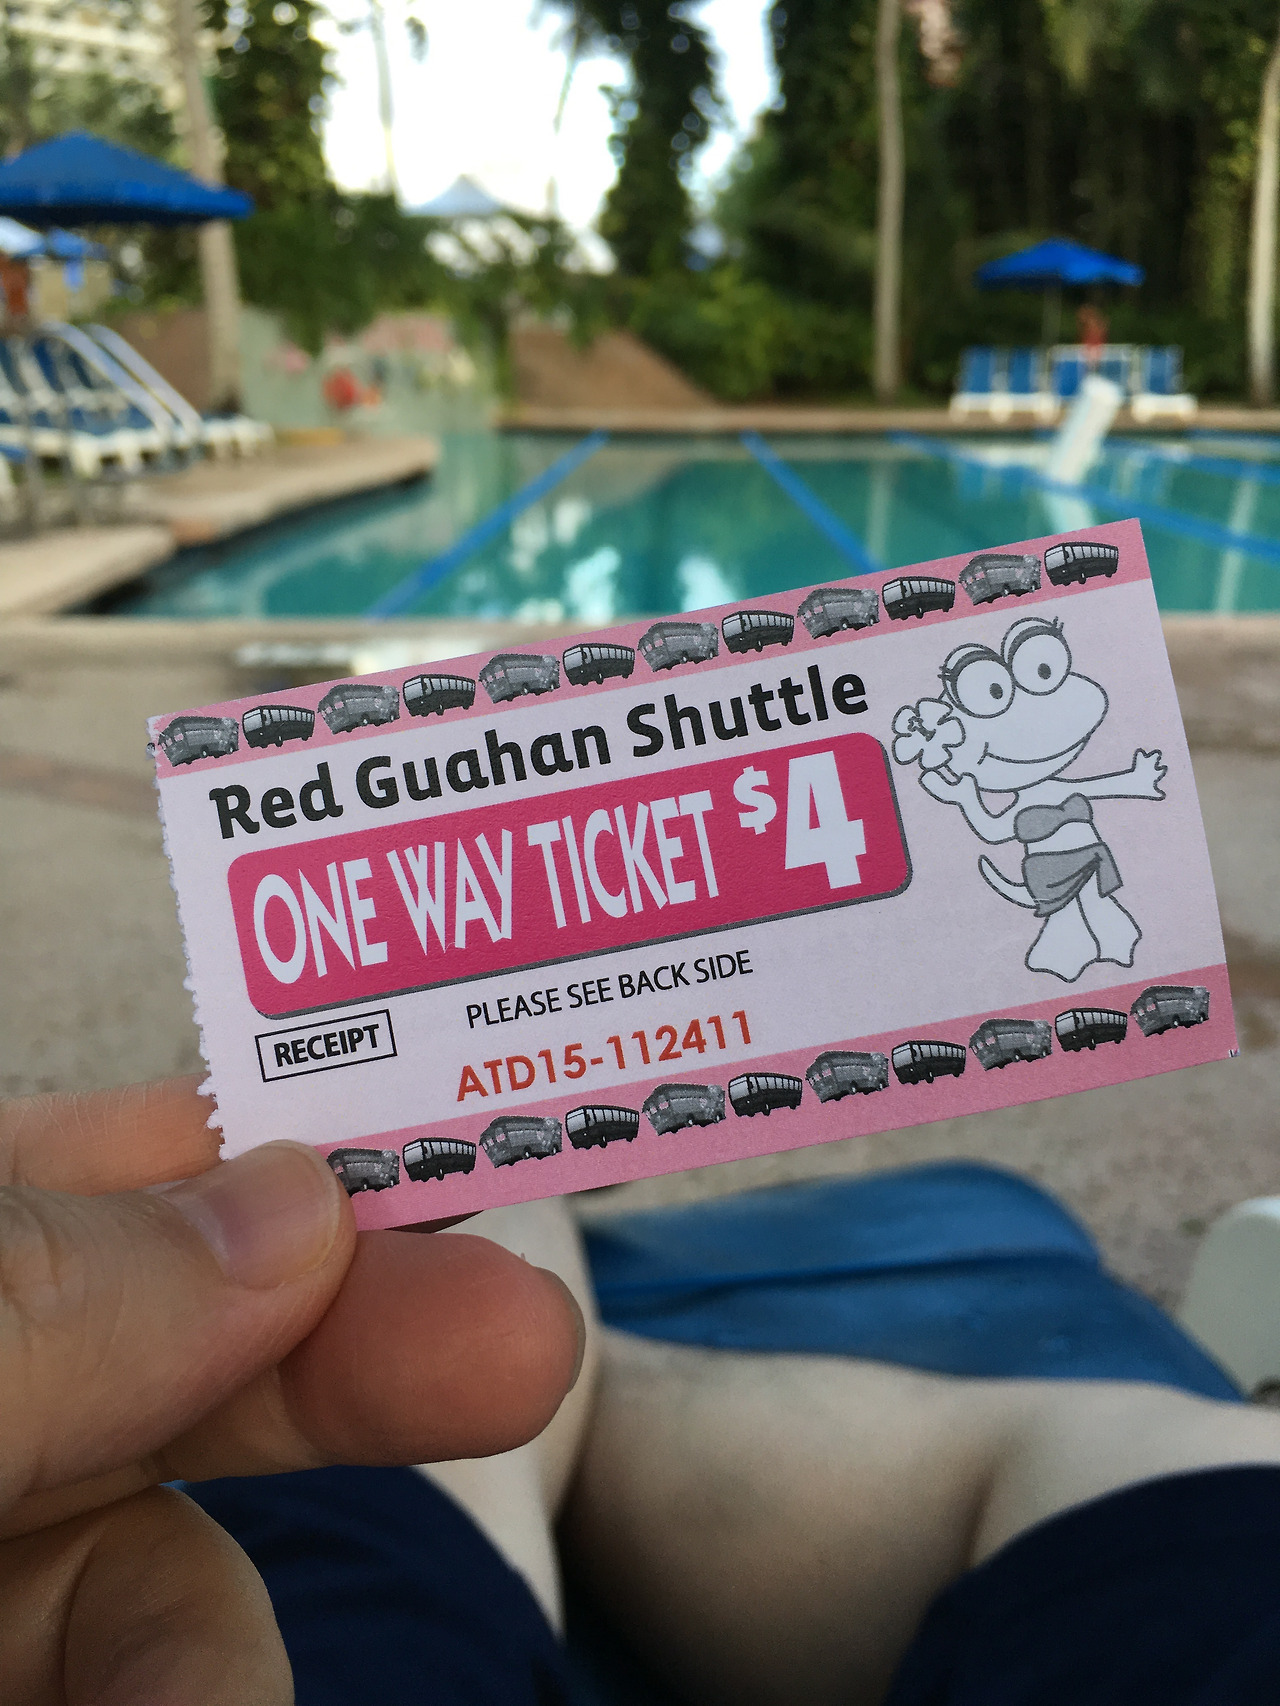 Red Guahan Shuttle
ONE WAY TICKET $4
PLEASE SEE BACK SIDE
RECEIPT
ATD15-112411